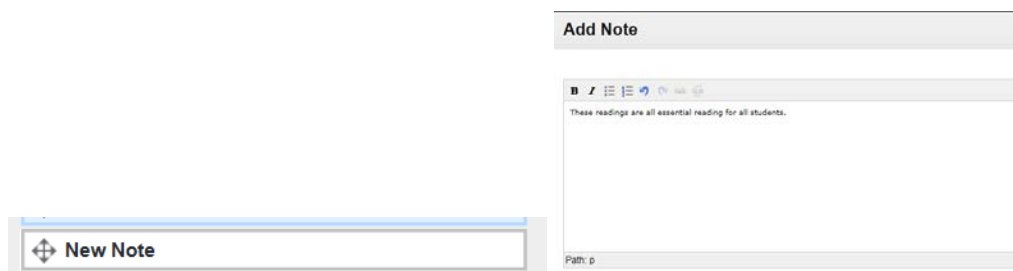 Add Note
B I
These readings are all essential reading for all students.
Path: p
New Note